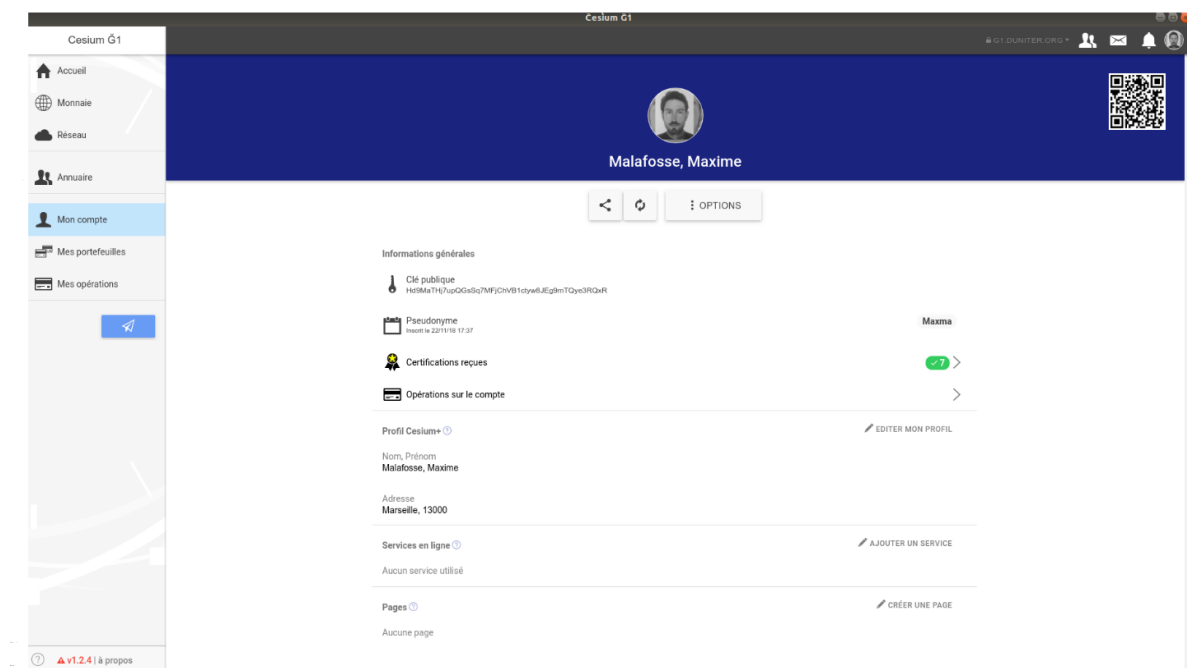 Cesium Ğ1
Cesium Ğ1
G1.DUNITER.ORG
Accueil
Monnaie
Réseau
Annuaire
Mon compte
Mes portefeuilles
Mes opérations
Malafosse, Maxime
OPTIONS
Informations générales
Clé publique
Pseudonyme
Inscrit le 22/11/18 17:37
Maxma
Certifications reçues
7
Opérations sur le compte
Profil Cesium+
EDITER MON PROFIL
Nom, Prénom
Malafosse, Maxime
Adresse
Marseille, 13000
Services en ligne
AJOUTER UN SERVICE
Aucun service utilisé
Pages
CRÉER UNE PAGE
Aucune page
v1.2.4 | à propos